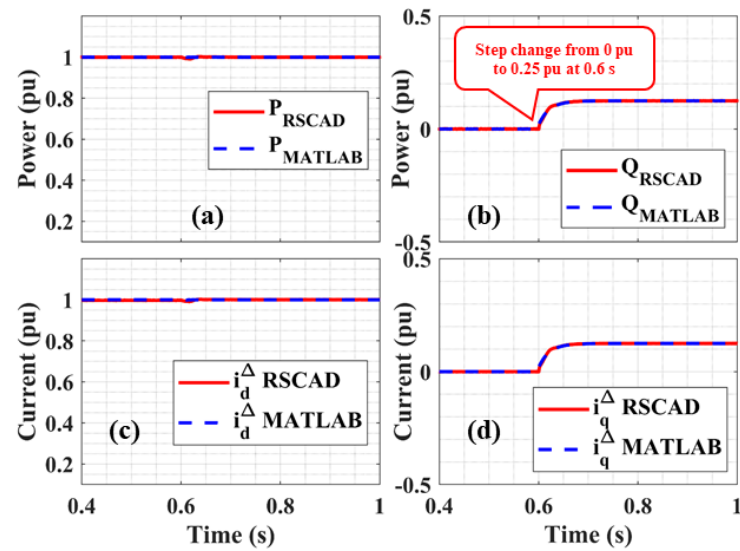 Power (pu)
1
0.8
0.6
0.4
0.2
P_RSCAD
P_MATLAB
(a)
Power (pu)
0.5
0
-0.5
Step change from 0 pu
to 0.25 pu at 0.6 s
Q_RSCAD
Q_MATLAB
(b)
Current (pu)
1
0.8
0.6
0.4
0.2
i_d^Δ RSCAD
i_d^Δ MATLAB
(c)
0.4 0.6 0.8 1
Time (s)
Current (pu)
0.5
0
-0.5
i_q^Δ RSCAD
i_q^Δ MATLAB
(d)
0.4 0.6 0.8 1
Time (s)